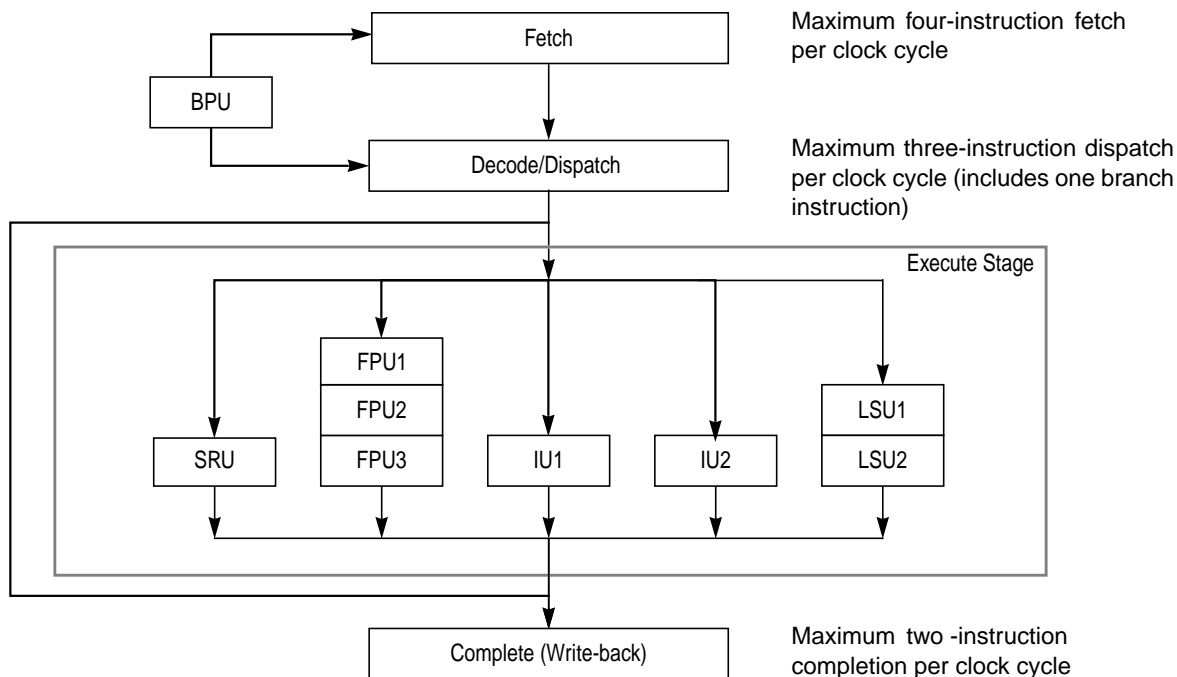 Fetch
Maximum four-instruction fetch
per clock cycle
BPU
Decode/Dispatch
Maximum three-instruction dispatch
per clock cycle (includes one branch
instruction)
Execute Stage
FPU1
FPU2
LSU1
SRU
FPU3
IU1
IU2
LSU2
Complete (Write-back)
Maximum two -instruction
completion per clock cycle